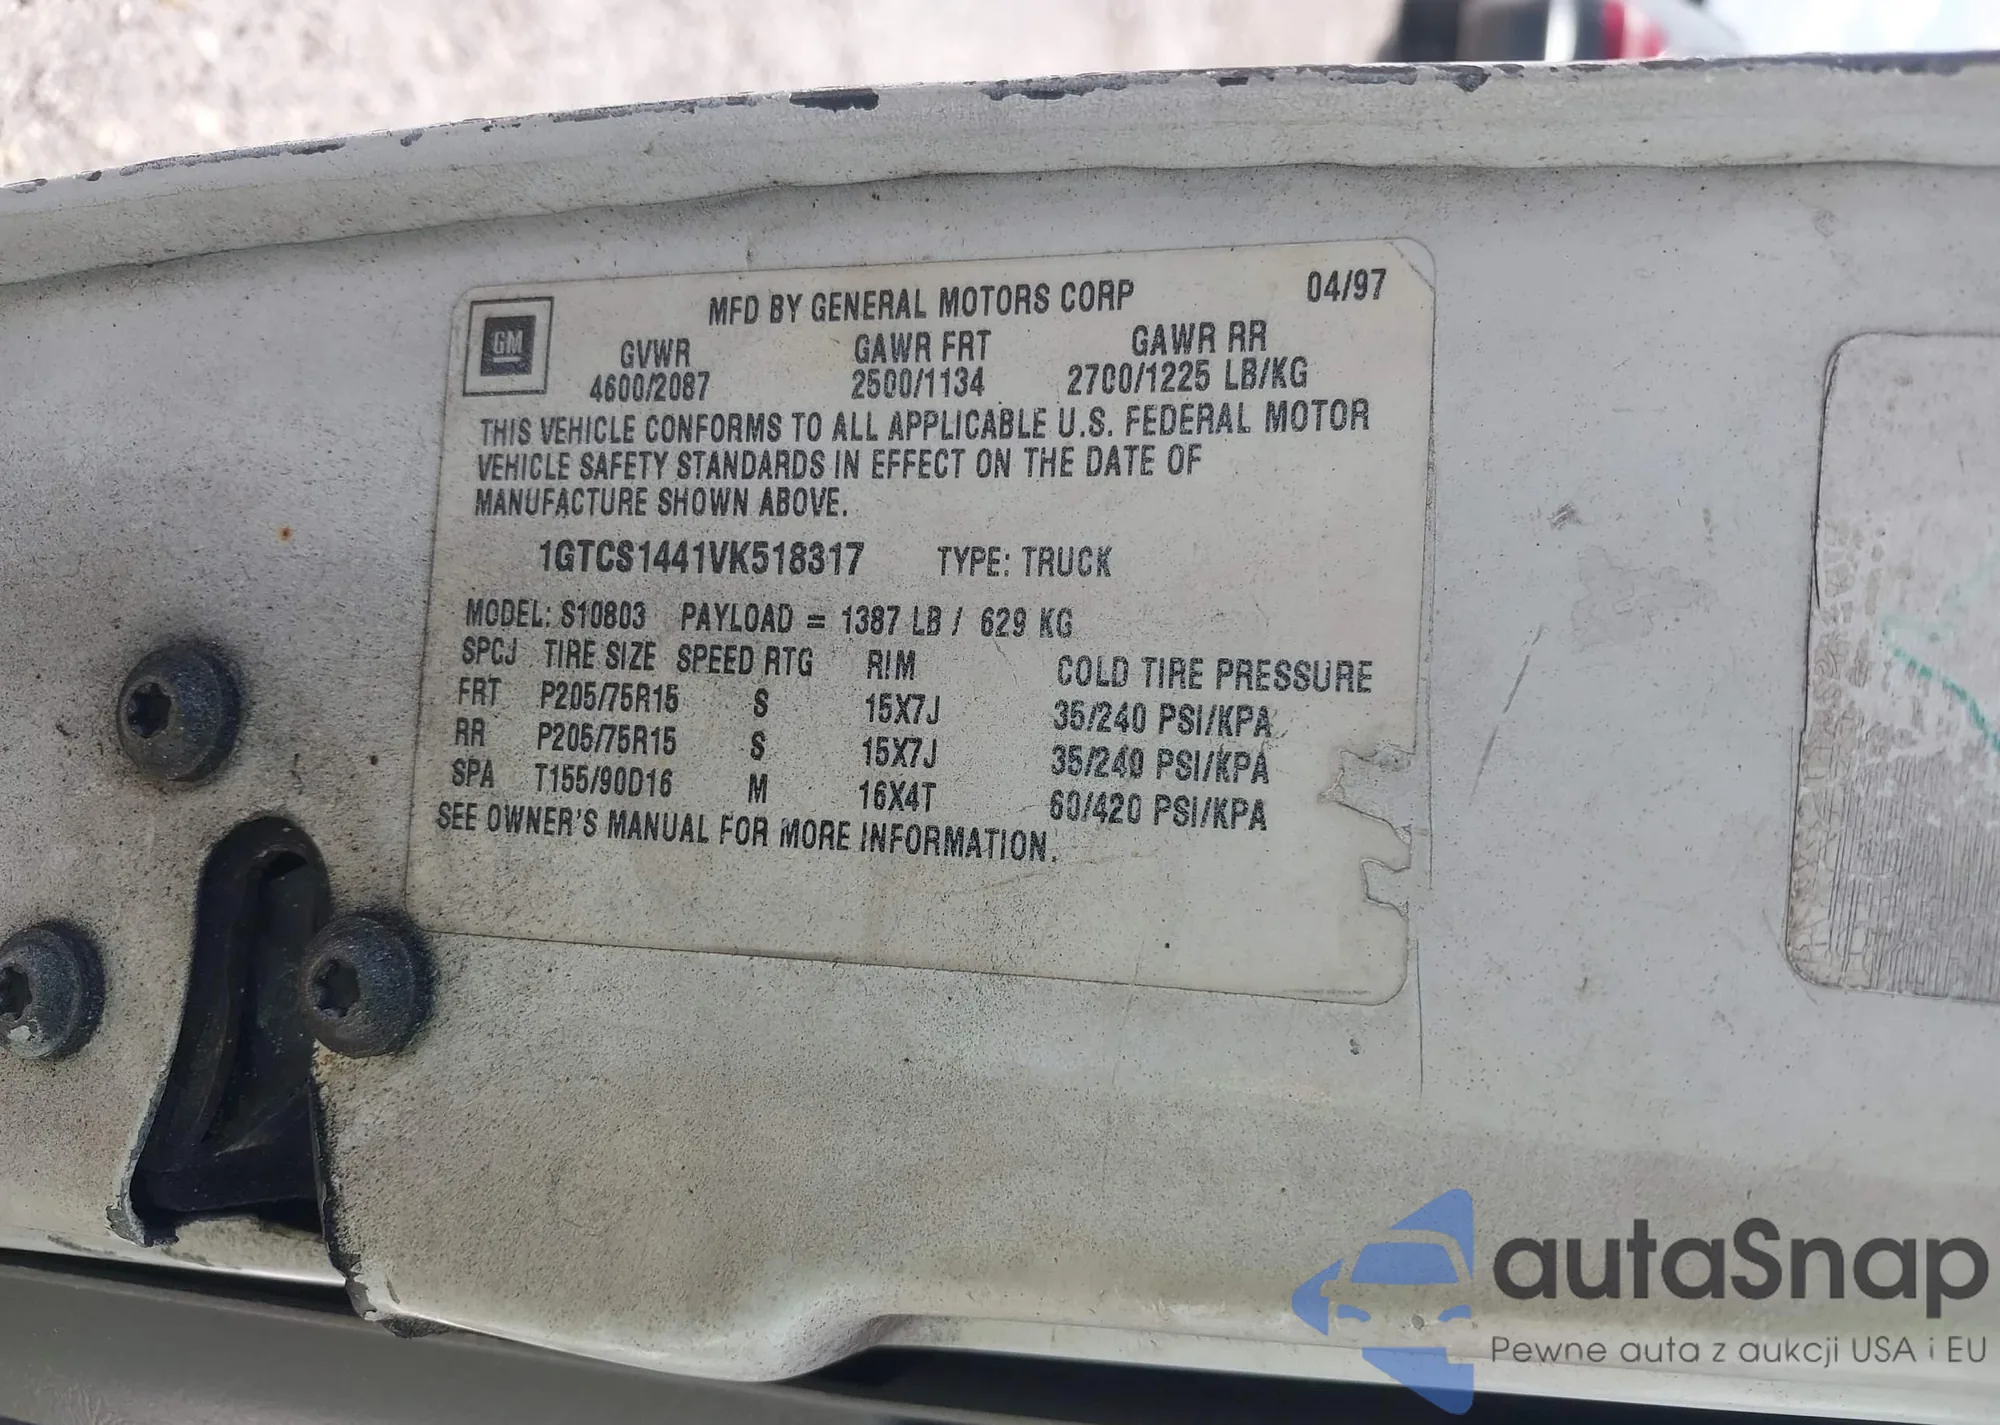 MFD BY GENERAL MOTORS CORP 04/97
GM
GVWR GAWR FRT GAWR RR
4600/2087 2500/1134 2700/1225 LB/KG
THIS VEHICLE CONFORMS TO ALL APPLICABLE U.S. FEDERAL MOTOR
VEHICLE SAFETY STANDARDS IN EFFECT ON THE DATE OF
MANUFACTURE SHOWN ABOVE.
1GTCS1441VK518317 TYPE: TRUCK
MODEL: S10803 PAYLOAD = 1387 LB / 629 KG
SPCJ TIRE SIZE SPEED RTG RIM COLD TIRE PRESSURE
FRT P205/75R15 S 15X7J 35/240 PSI/KPA
RR P205/75R15 S 15X7J 35/240 PSI/KPA
SPA T155/90D16 M 16X4T 60/420 PSI/KPA
SEE OWNER'S MANUAL FOR MORE INFORMATION.
autaSnap
Pewne auta z aukcji USA i EU